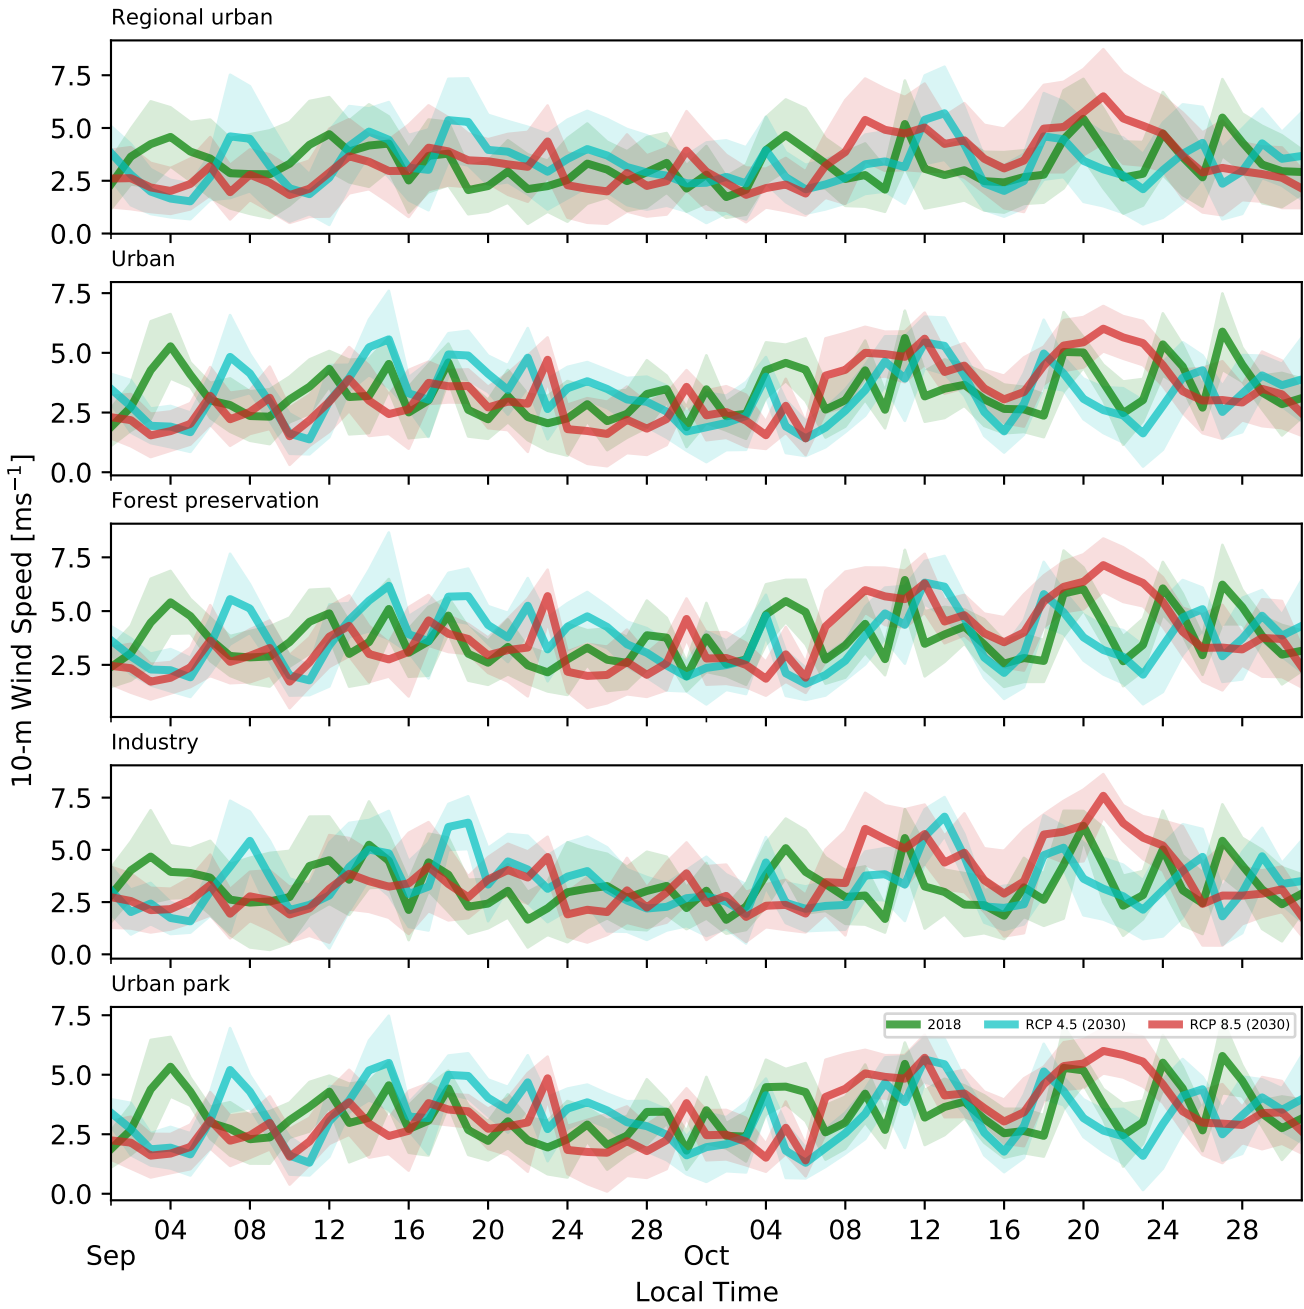 Regional urban
7.5
5.0
2.5
0.0
Urban
7.5
5.0
2.5
0.0
Forest preservation
7.5
5.0
2.5
Industry
7.5
5.0
2.5
0.0
Urban park
7.5
5.0
2.5
0.0
2018 RCP 4.5 (2030) RCP 8.5 (2030)
10-m Wind Speed [ms⁻¹]
04 08 12 16 20 24 28 04 08 12 16 20 24 28
Sep Oct
Local Time